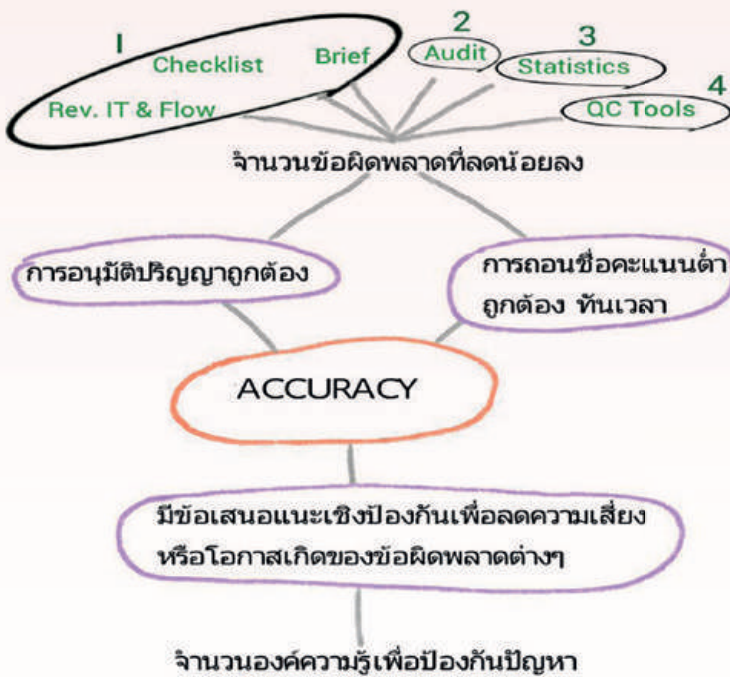 1
2
3
4
Checklist
Brief
Audit
Statistics
Rev. IT & Flow
QC Tools
จำนวนข้อผิดพลาดที่ลดน้อยลง
การอนุมัติปริญญาถูกต้อง
การถอนชื่อคะแนนต่ำ
ถูกต้อง ทันเวลา
ACCURACY
มีข้อเสนอแนะเชิงป้องกันเพื่อลดความเสี่ยง
หรือโอกาสเกิดของข้อผิดพลาดต่างๆ
จำนวนองค์ความรู้เพื่อป้องกันปัญหา